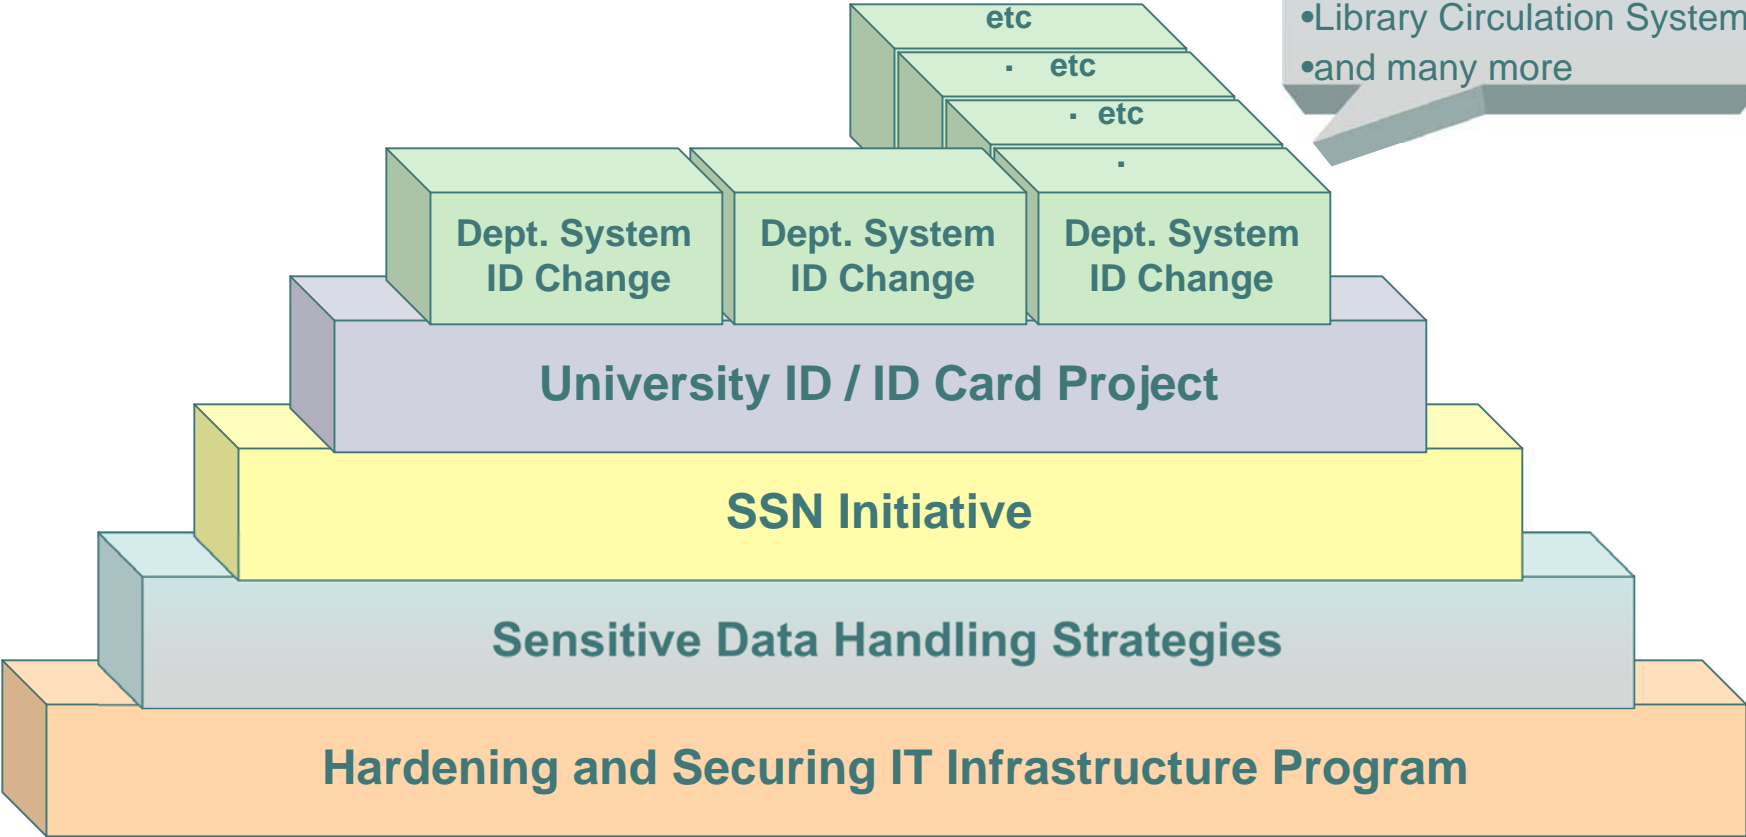 •Library Circulation System
•and many more
etc
. etc
. etc
.
Dept. System
ID Change
Dept. System
ID Change
Dept. System
ID Change
University ID / ID Card Project
SSN Initiative
Sensitive Data Handling Strategies
Hardening and Securing IT Infrastructure Program